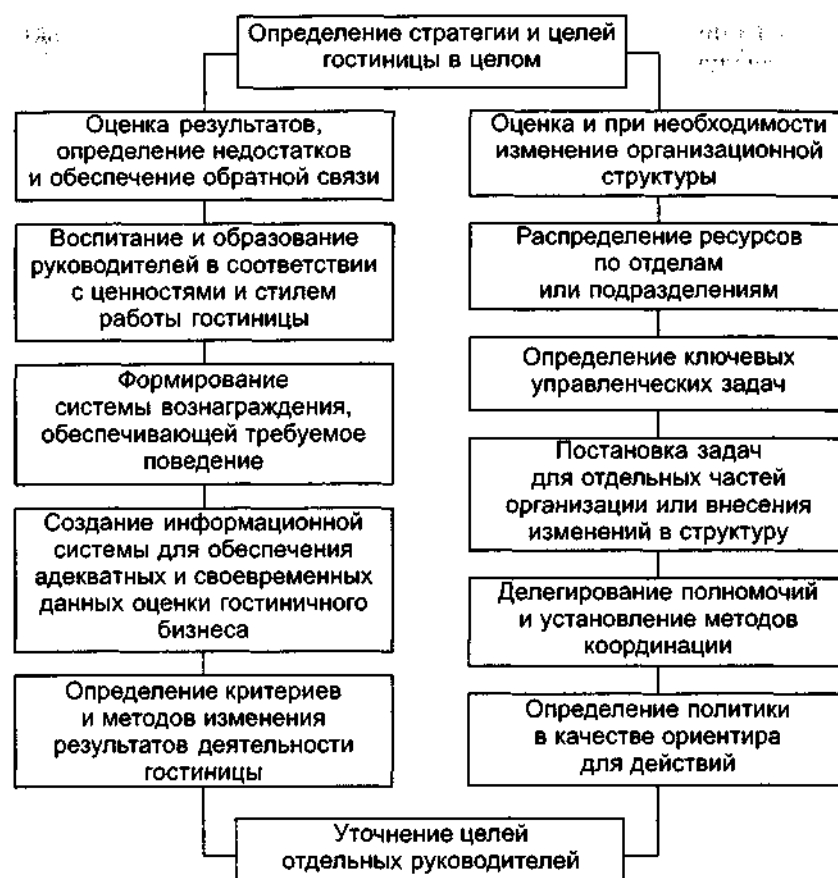 Определение стратегии и целей
гостиницы в целом
Оценка результатов,
определение недостатков
и обеспечение обратной связи
Воспитание и образование
руководителей в соответствии
с ценностями и стилем
работы гостиницы
Формирование
системы вознаграждения,
обеспечивающей требуемое
поведение
Создание информационной
системы для обеспечения
адекватных и своевременных
данных оценки гостиничного
бизнеса
Определение критериев
и методов изменения
результатов деятельности
гостиницы
Оценка и при необходимости
изменение организационной
структуры
Распределение ресурсов
по отделам
или подразделениям
Определение ключевых
управленческих задач
Постановка задач
для отдельных частей
организации или внесения
изменений в структуру
Делегирование полномочий
и установление методов
координации
Определение политики
в качестве ориентира
для действий
Уточнение целей
отдельных руководителей